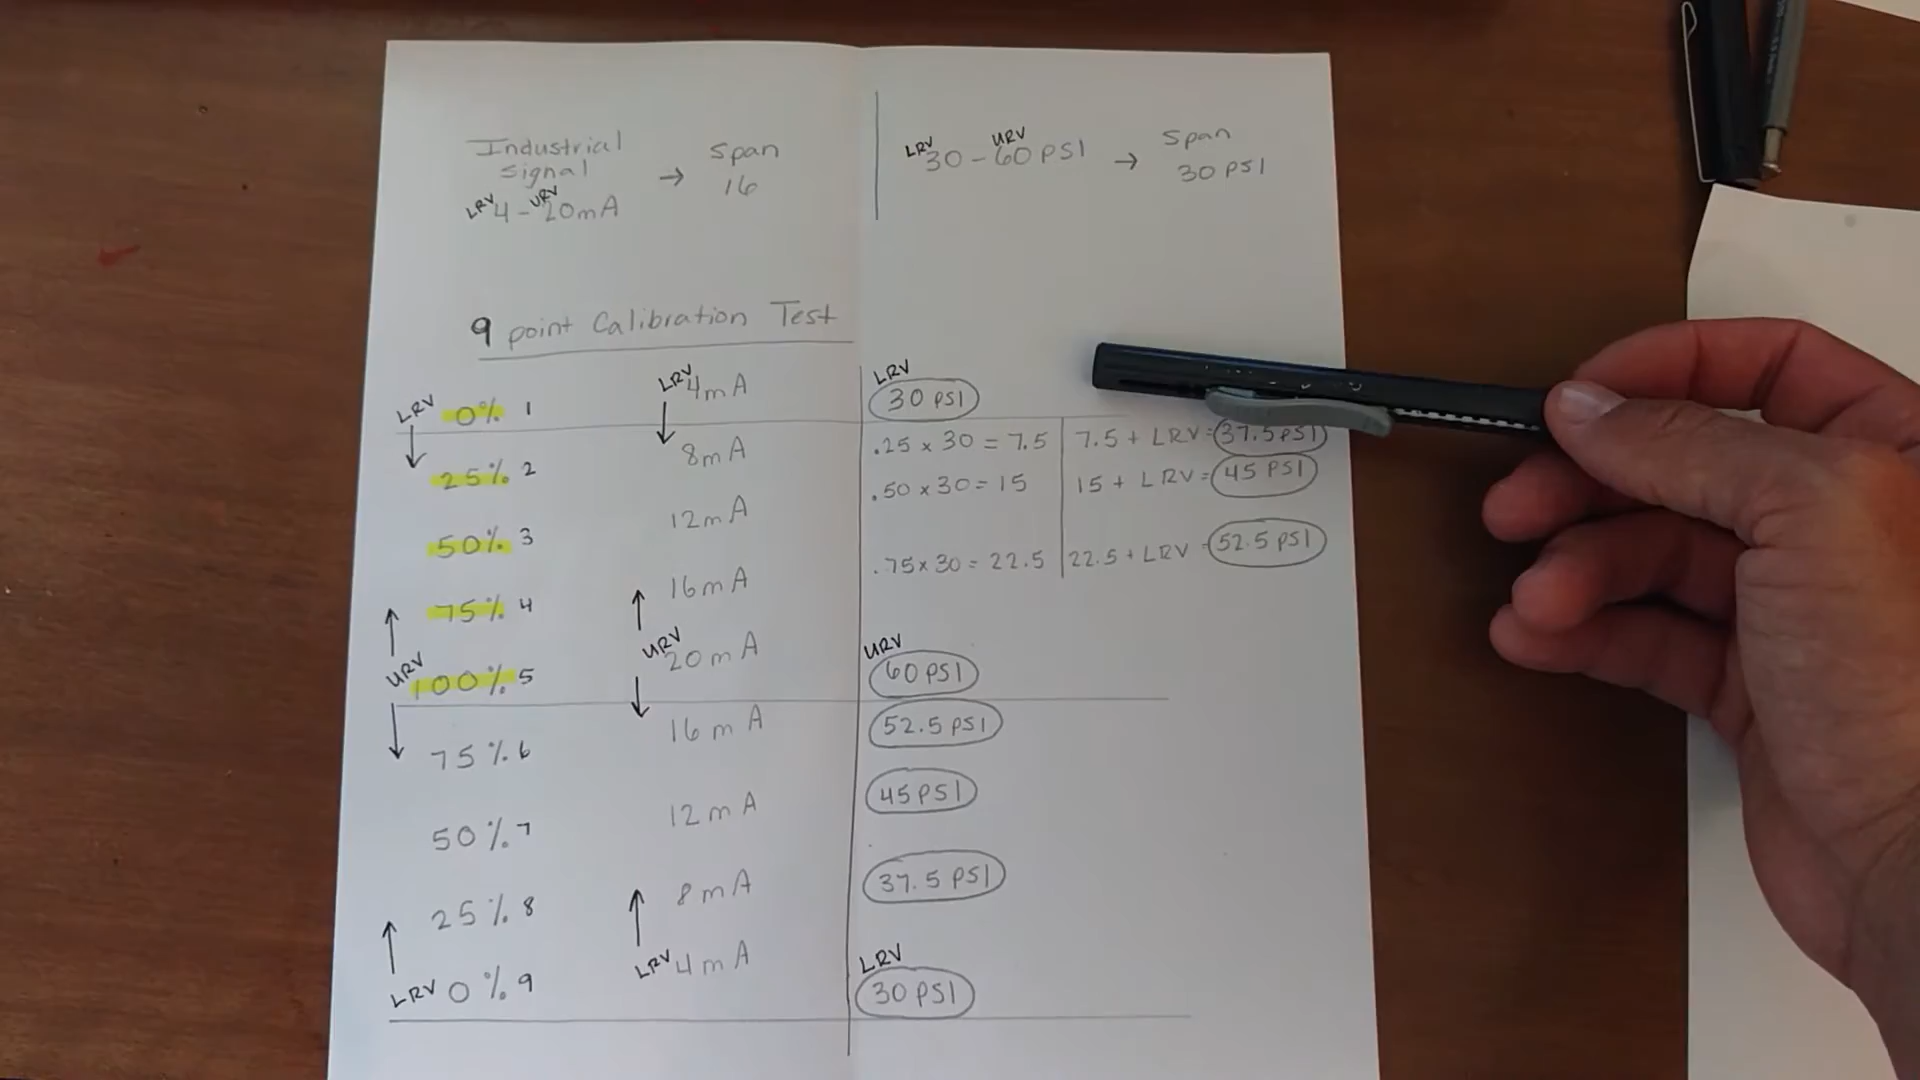 Industrial
Signal
LRV 4 - URV 20mA
→
Span
16
LRV 30 - URV 60 PSI
→
Span
30 PSI
9 point Calibration Test
LRV 0% 1
LRV 4mA
LRV
30 PSI
25% 2
8mA
.25 x 30 = 7.5
7.5 + LRV = 37.5 PSI
50% 3
12mA
.50 x 30 = 15
15 + LRV = 45 PSI
75% 4
16mA
.75 x 30 = 22.5
22.5 + LRV = 52.5 PSI
URV 100% 5
URV 20mA
URV
60 PSI
75% 6
16mA
52.5 PSI
50% 7
12mA
45 PSI
25% 8
8mA
37.5 PSI
LRV 0% 9
LRV 4mA
LRV
30 PSI